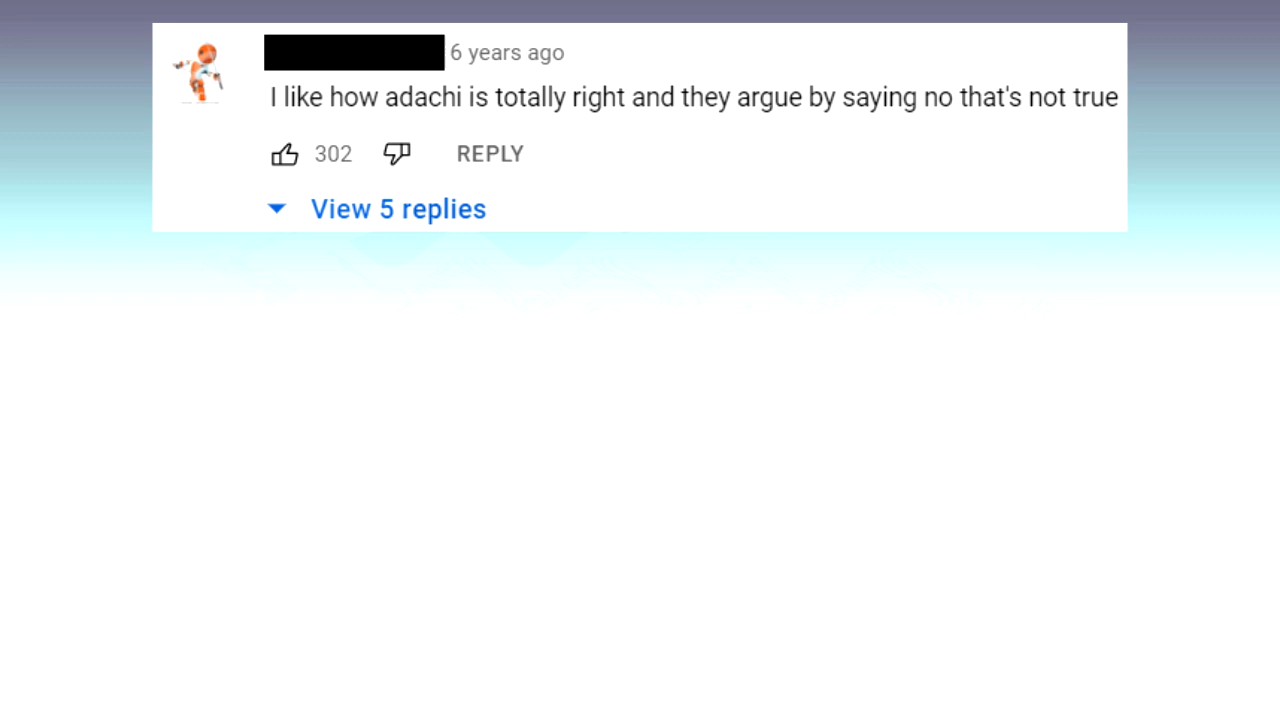 6 years ago
I like how adachi is totally right and they argue by saying no that's not true
302 REPLY
View 5 replies